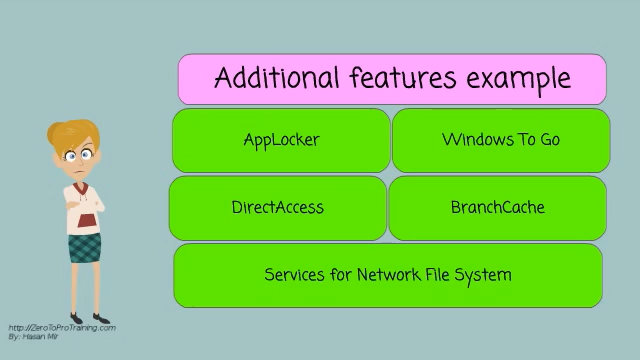 Additional features example
AppLocker
Windows To Go
DirectAccess
BranchCache
Services for Network File System
http://ZeroToProTraining.com
By: Hasan Mir